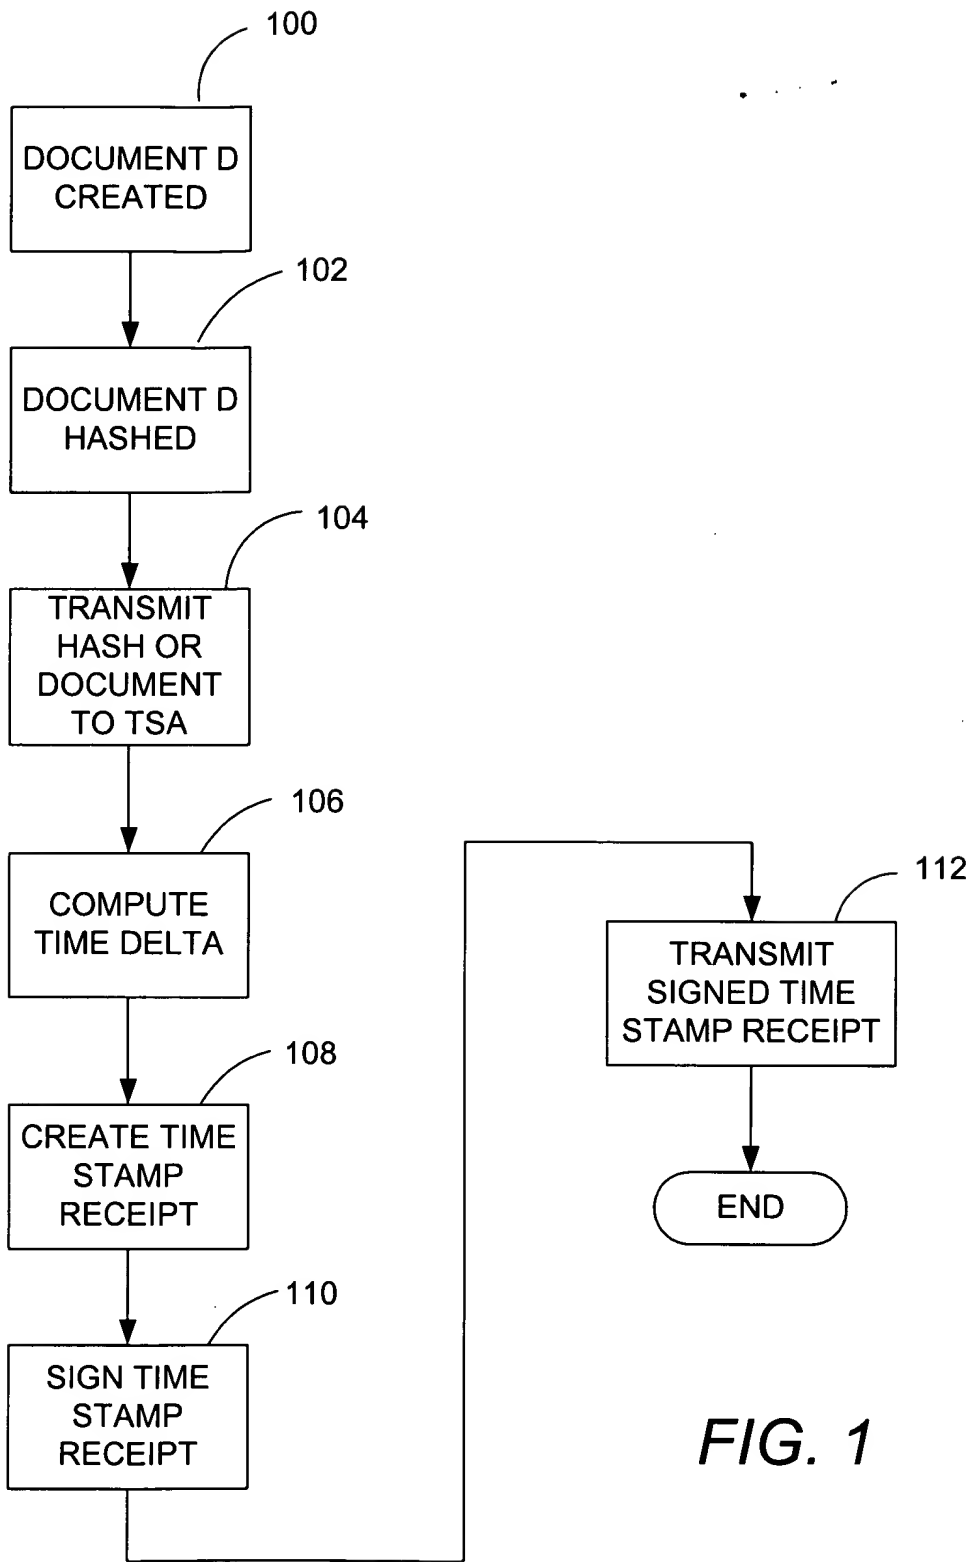 100
DOCUMENT D
CREATED
102
DOCUMENT D
HASHED
104
TRANSMIT
HASH OR
DOCUMENT
TO TSA
106
COMPUTE
TIME DELTA
108
CREATE TIME
STAMP
RECEIPT
110
SIGN TIME
STAMP
RECEIPT
112
TRANSMIT
SIGNED TIME
STAMP RECEIPT
END
FIG. 1